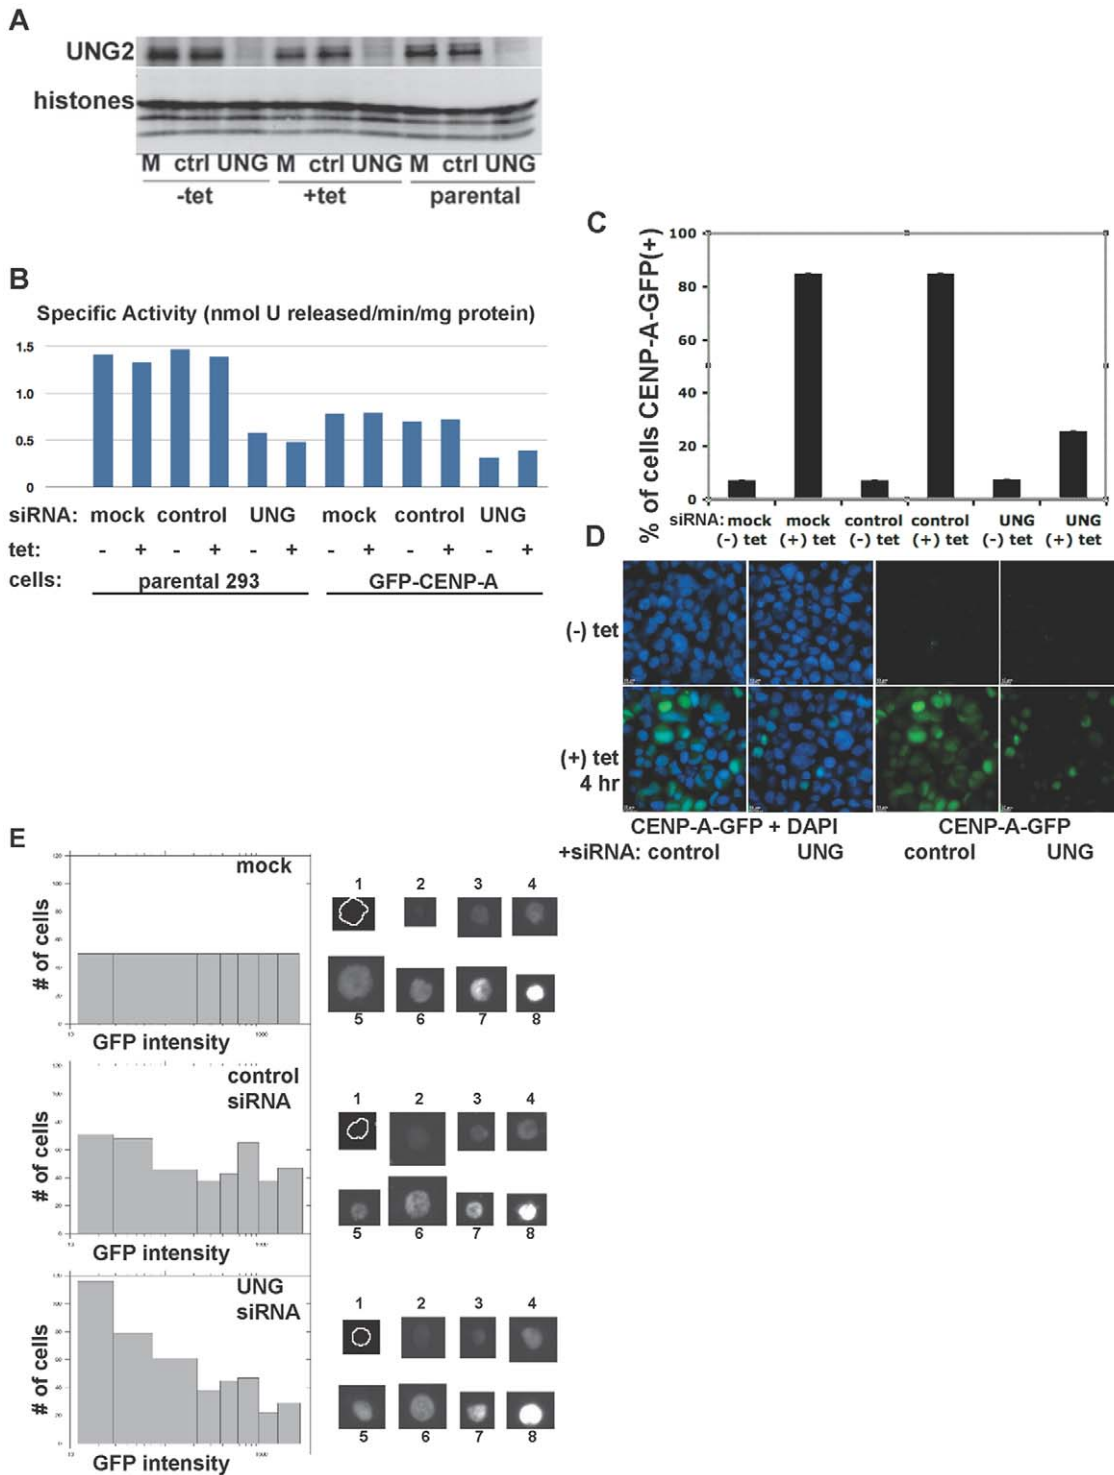 A
UNG2
histones
M ctrl UNG M ctrl UNG M ctrl UNG
-tet +tet parental
B
Specific Activity (nmol U released/min/mg protein)
1.5
1.0
0.5
0
siRNA: mock control UNG mock control UNG
tet: - + - + - + - + - + - +
cells: parental 293 GFP-CENP-A
C
% of cells CENP-A-GFP(+)
100
80
60
40
20
0
siRNA: mock mock control control UNG UNG
(-) tet (+) tet (-) tet (+) tet (-) tet (+) tet
D
(-) tet
(+) tet
4 hr
CENP-A-GFP + DAPI CENP-A-GFP
+siRNA: control UNG control UNG
E
mock
# of cells
GFP intensity
1 2 3 4
5 6 7 8
control
siRNA
# of cells
GFP intensity
1 2 3 4
5 6 7 8
UNG
siRNA
# of cells
GFP intensity
1 2 3 4
5 6 7 8